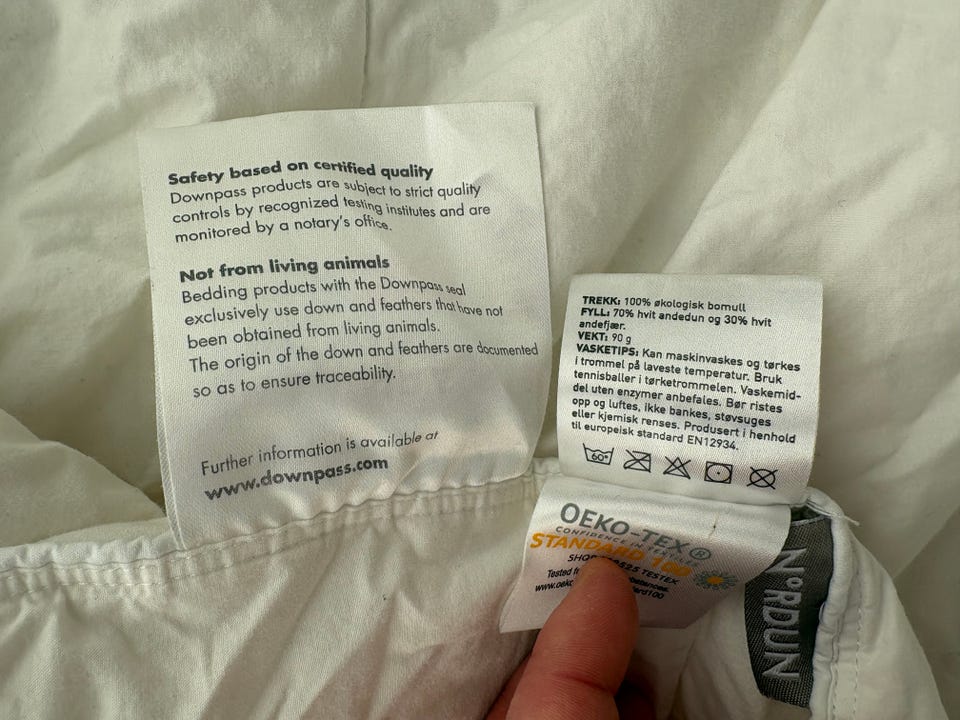 Safety based on certified quality
Downpass products are subject to strict quality
controls by recognized testing institutes and are
monitored by a notary's office.
Not from living animals
Bedding products with the Downpass seal
exclusively use down and feathers that have not
been obtained from living animals.
The origin of the down and feathers are documented
so as to ensure traceability.
Further information is available at
www.downpass.com
TREKK: 100% økologisk bomull
FYLL: 70% hvit andedun og 30% hvit
andefjær.
VEKT: 90 g
VASKETIPS: Kan maskinvaskes og tørkes
i trommel på laveste temperatur. Bruk
tennisballer i tørketrommelen. Vaskemid-
del uten enzymer anbefales. Bør ristes
opp og luftes, ikke bankes, støvsuges
eller kjemisk renses. Produsert i henhold
til europeisk standard EN12934.
60°
OEKO-TEX®
CONFIDENCE IN TEXTILES
STANDARD 100
TESTEX
Tested
NORDUN